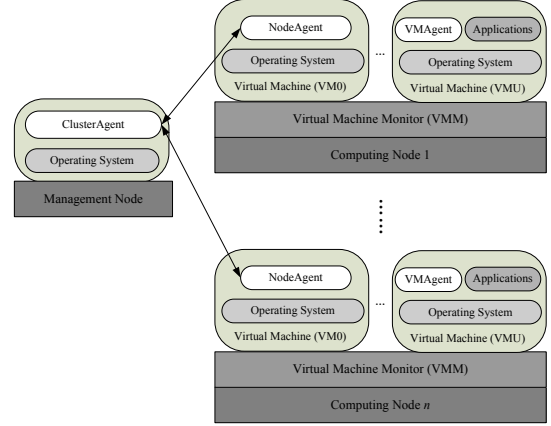 NodeAgent
Operating System
Virtual Machine (VM0)
...
VMAgent
Applications
Operating System
Virtual Machine (VMU)
Virtual Machine Monitor (VMM)
Computing Node 1
ClusterAgent
Operating System
Management Node
NodeAgent
Operating System
Virtual Machine (VM0)
...
VMAgent
Applications
Operating System
Virtual Machine (VMU)
Virtual Machine Monitor (VMM)
Computing Node n